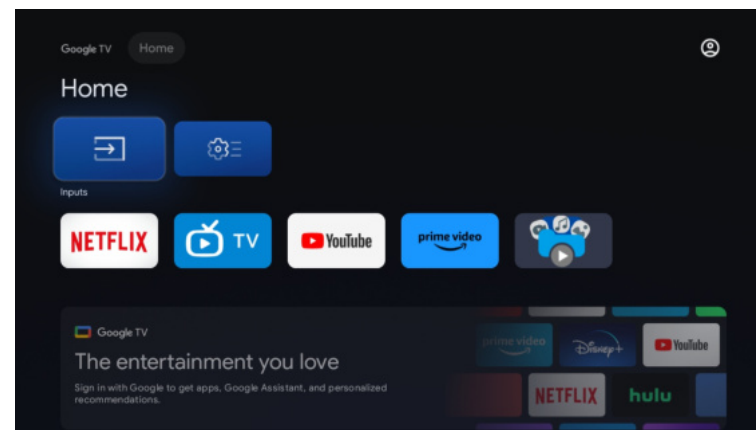 Google TV Home
Home
Inputs
NETFLIX TV YouTube prime video
Google TV
The entertainment you love
Sign in with Google to get apps, Google Assistant, and personalized
recommendations.
prime video Disney+ YouTube
NETFLIX hulu